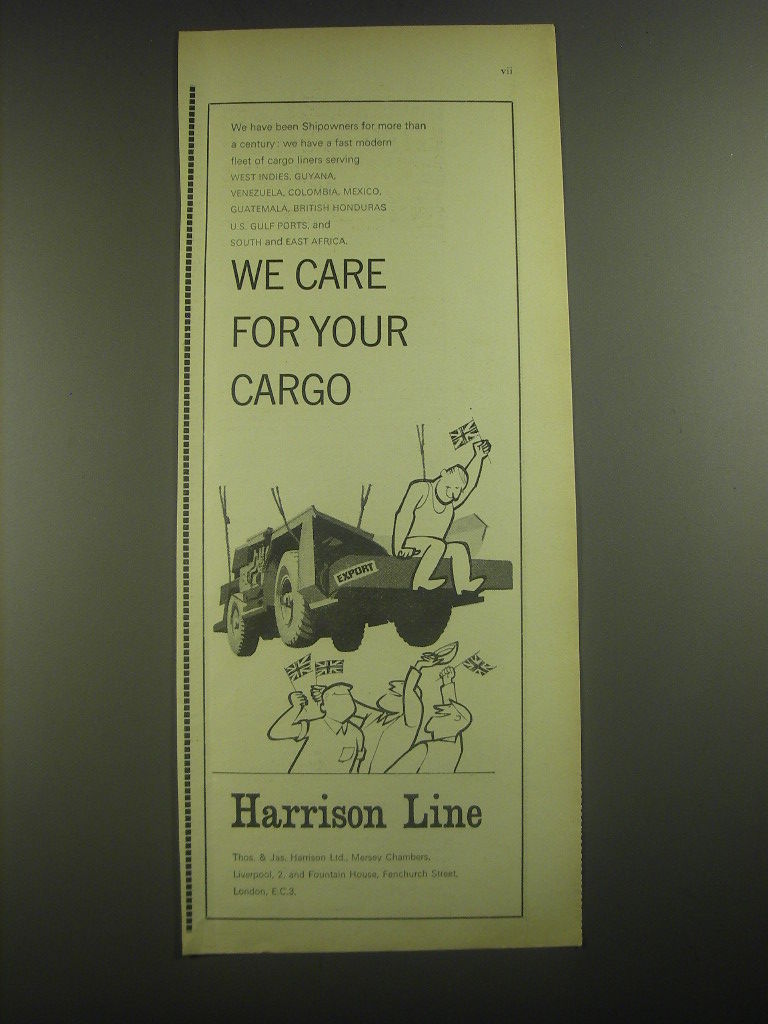 vii
We have been Shipowners for more than
a century: we have a fast modern
fleet of cargo liners serving
WEST INDIES, GUYANA,
VENEZUELA, COLOMBIA, MEXICO,
GUATEMALA, BRITISH HONDURAS
U.S. GULF PORTS, and
SOUTH and EAST AFRICA.
WE CARE
FOR YOUR
CARGO
EXPORT
Harrison Line
Thos. & Jas. Harrison Ltd., Mersey Chambers,
Liverpool, 2. and Fountain House, Fenchurch Street,
London, E.C.3.